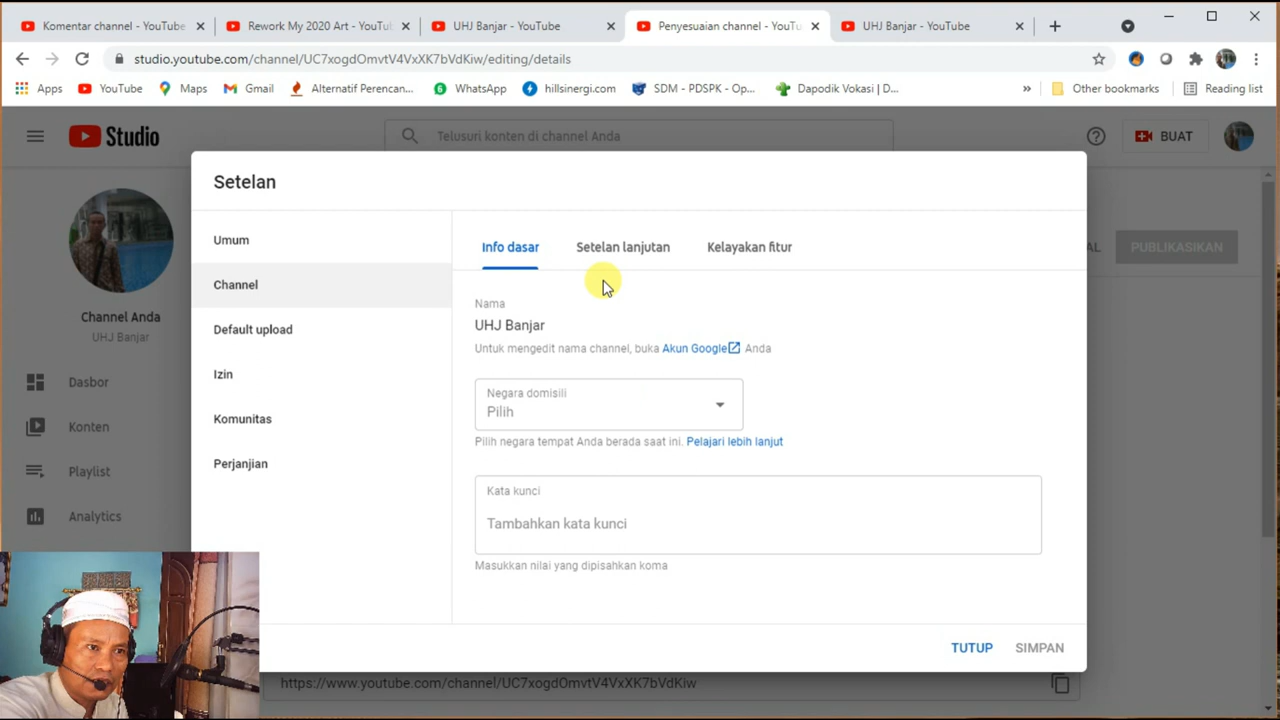 Komentar channel - YouTube
Rework My 2020 Art - YouTu
UHJ Banjar - YouTube
Penyesuaian channel - YouTu
UHJ Banjar - YouTube
studio.youtube.com/channel/UC7xogdOmvtV4VxXK7bVdKiw/editing/details
Apps
YouTube
Maps
Gmail
Alternatif Perencan...
WhatsApp
hillsinergi.com
SDM - PDSPK - Op...
Dapodik Vokasi | D...
»
Other bookmarks
Reading list
Studio
Telusuri konten di channel Anda
BUAT
Setelan
Umum
Channel
Default upload
Izin
Komunitas
Perjanjian
Info dasar
Setelan lanjutan
Kelayakan fitur
AL
PUBLIKASIKAN
Nama
UHJ Banjar
Untuk mengedit nama channel, buka Akun Google Anda
Negara domisili
Pilih
Pilih negara tempat Anda berada saat ini. Pelajari lebih lanjut
Kata kunci
Tambahkan kata kunci
Masukkan nilai yang dipisahkan koma
TUTUP
SIMPAN
Channel Anda
UHJ Banjar
Dasbor
Konten
Playlist
Analytics
https://www.youtube.com/channel/UC7xogdOmvtV4VxXK7bVdKiw